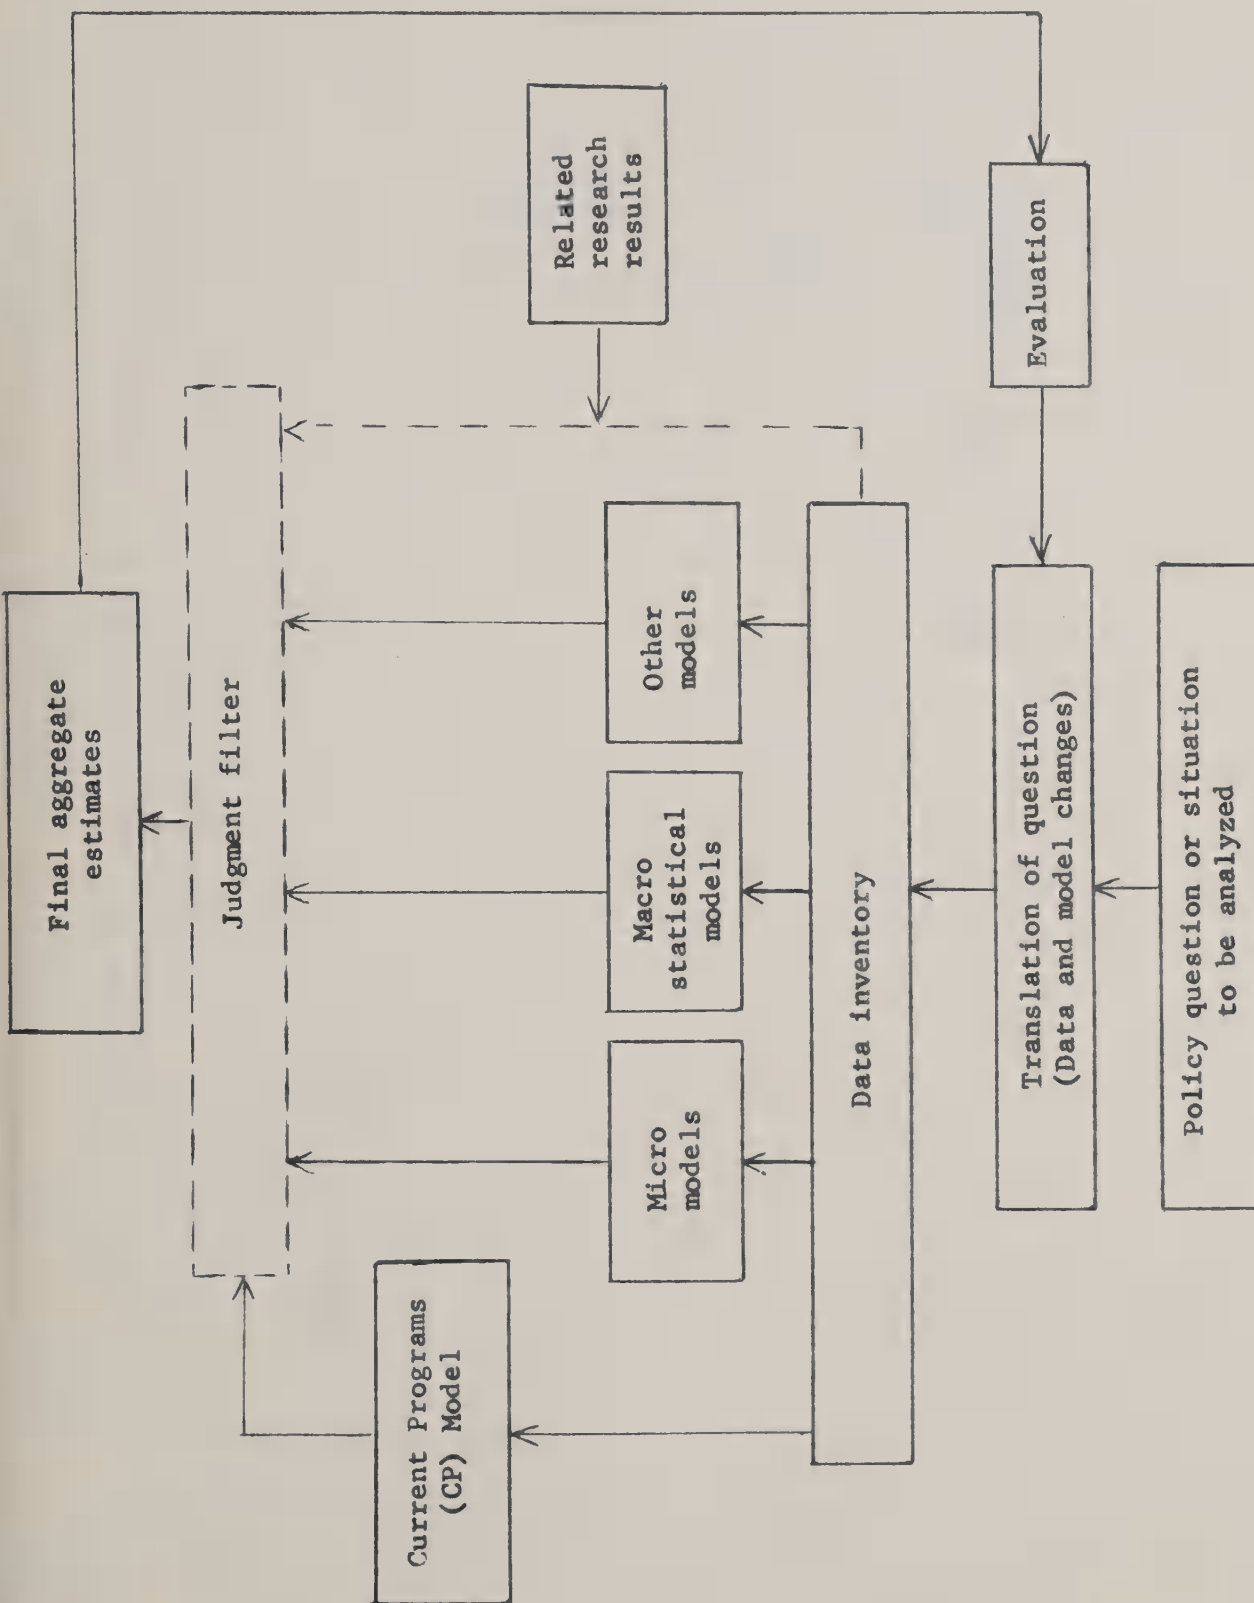 Final aggregate
estimates
Judgment filter
Related
research
results
Current Programs
(CP) Model
Micro
models
Macro
statistical
models
Other
models
Data inventory
Evaluation
Translation of question
(Data and model changes)
Policy question or situation
to be analyzed